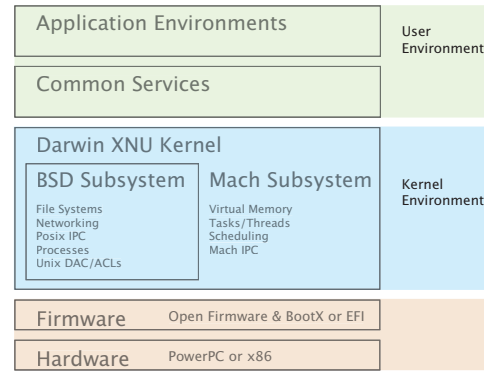 Application Environments
User
Environment
Common Services
Darwin XNU Kernel
BSD Subsystem
File Systems
Networking
Posix IPC
Processes
Unix DAC/ACLs
Mach Subsystem
Virtual Memory
Tasks/Threads
Scheduling
Mach IPC
Kernel
Environment
Firmware Open Firmware & BootX or EFI
Hardware PowerPC or x86